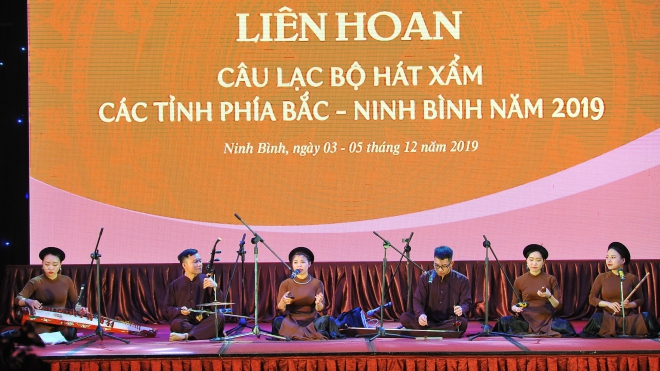 LIÊN HOAN
CÂU LẠC BỘ HÁT XẨM
CÁC TỈNH PHÍA BẮC - NINH BÌNH NĂM 2019
Ninh Bình, ngày 03 - 05 tháng 12 năm 2019